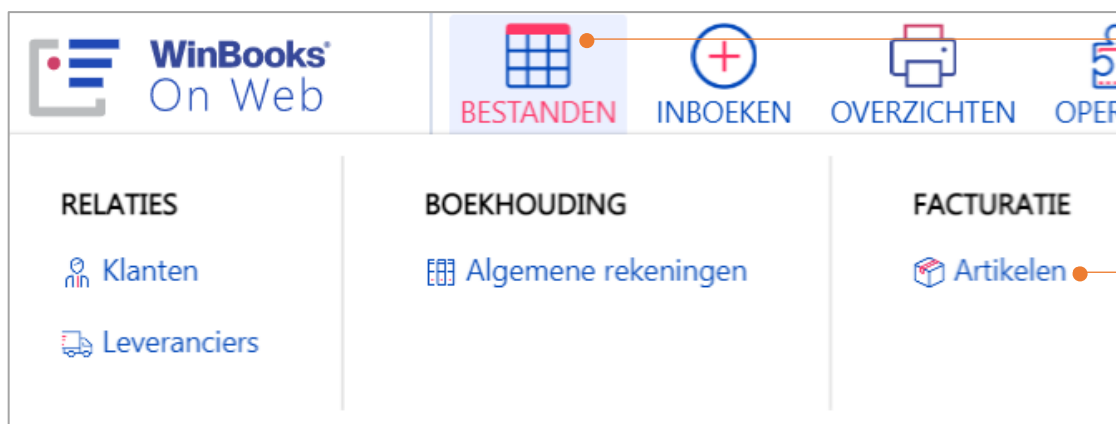 WinBooks®
On Web
BESTANDEN
INBOEKEN
OVERZICHTEN
RELATIES
Klanten
Leveranciers
BOEKHOUDING
Algemene rekeningen
FACTURATIE
Artikelen